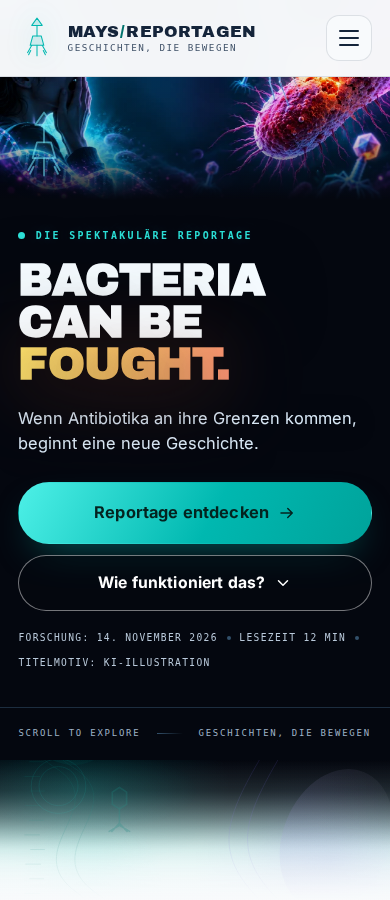 MAYS/REPORTAGEN
GESCHICHTEN, DIE BEWEGEN
DIE SPEKTAKULÄRE REPORTAGE
BACTERIA
CAN BE
FOUGHT.
Wenn Antibiotika an ihre Grenzen kommen,
beginnt eine neue Geschichte.
Reportage entdecken →
Wie funktioniert das?
FORSCHUNG: 14. NOVEMBER 2026 • LESEZEIT 12 MIN •
TITELMOTIV: KI-ILLUSTRATION
SCROLL TO EXPLORE — GESCHICHTEN, DIE BEWEGEN